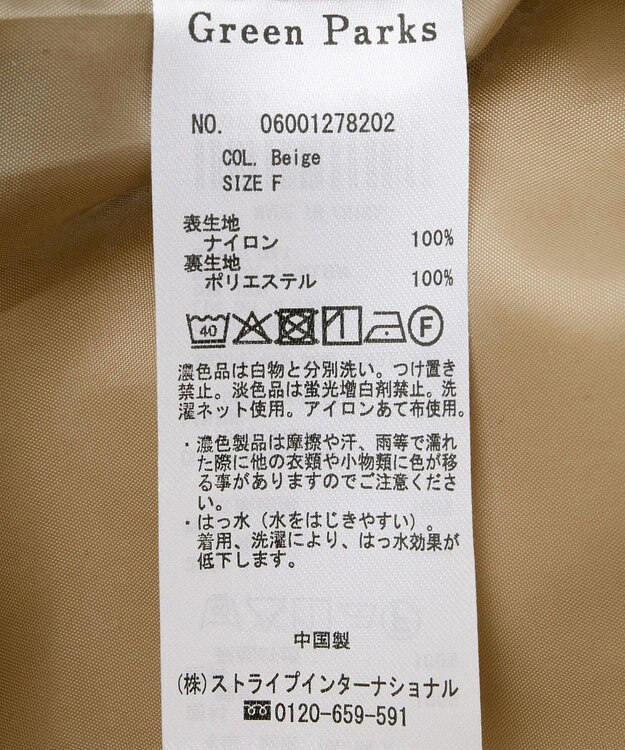 Green Parks
NO. 06001278202
COL. Beige
SIZE F
表生地
ナイロン 100%
裏生地
ポリエステル 100%
40 F
濃色品は白物と分別洗い。つけ置き
禁止。淡色品は蛍光増白剤禁止。洗
濯ネット使用。アイロンあて布使用。
・濃色製品は摩擦や汗、雨等で濡れ
た際に他の衣類や小物類に色が移
る事がありますのでご注意くださ
い。
・はっ水（水をはじきやすい）。
着用、洗濯により、はっ水効果が
低下します。
中国製
(株)ストライプインターナショナル
0120-659-591